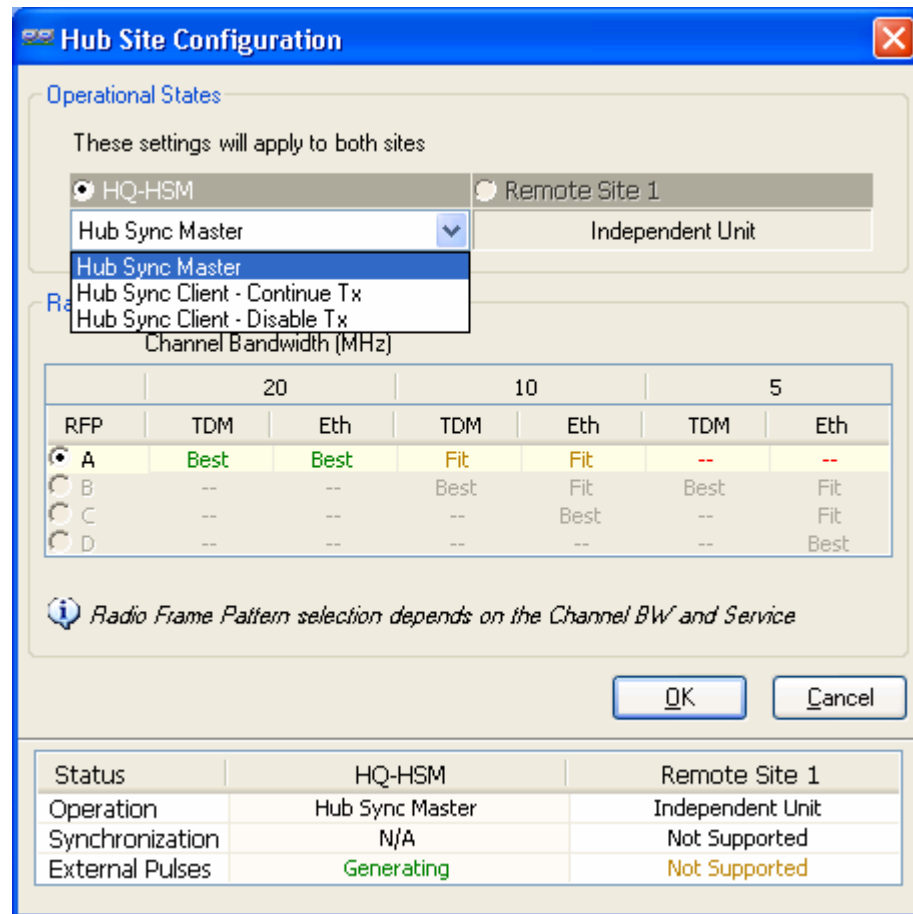 Hub Site Configuration
Operational States
These settings will apply to both sites
HQ-HSM Remote Site 1
Hub Sync Master Independent Unit
Hub Sync Master
Hub Sync Client - Continue Tx
Hub Sync Client - Disable Tx
Channel Bandwidth (MHz)
20 10 5
RFP TDM Eth TDM Eth TDM Eth
A Best Best Fit Fit -- --
B -- -- Best Fit Best Fit
C -- -- -- Best -- Fit
D -- -- -- -- -- Best
Radio Frame Pattern selection depends on the Channel BW and Service
OK Cancel
Status HQ-HSM Remote Site 1
Operation Hub Sync Master Independent Unit
Synchronization N/A Not Supported
External Pulses Generating Not Supported